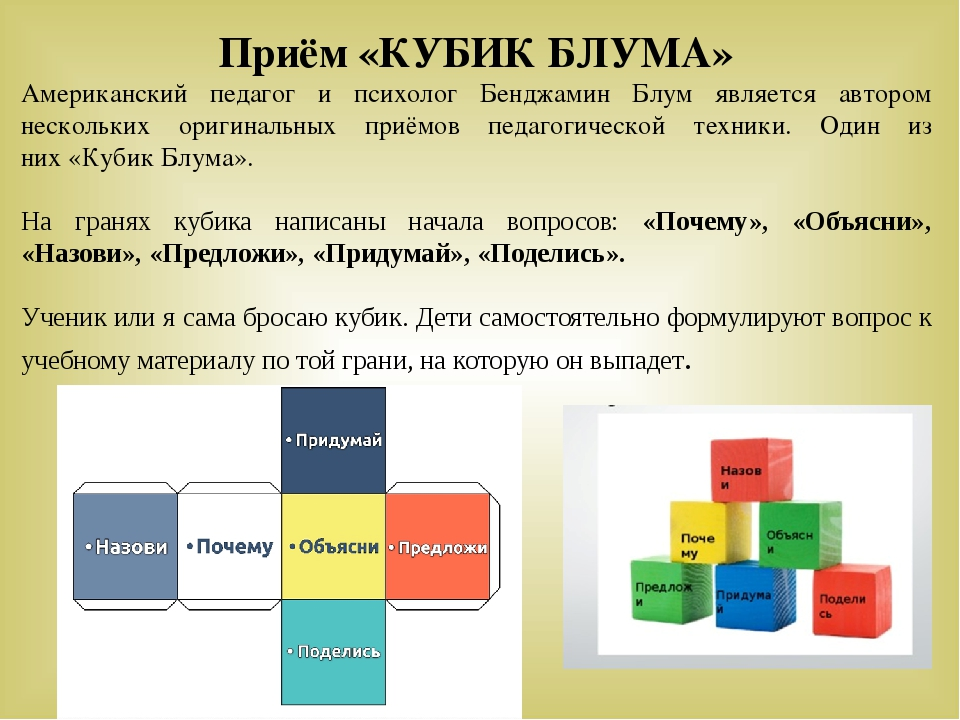 Приём «КУБИК БЛУМА»
Американский педагог и психолог Бенджамин Блум является автором
нескольких оригинальных приёмов педагогической техники. Один из
них «Кубик Блума».
На гранях кубика написаны начала вопросов: «Почему», «Объясни»,
«Назови», «Предложи», «Придумай», «Поделись».
Ученик или я сама бросаю кубик. Дети самостоятельно формулируют вопрос к
учебному материалу по той грани, на которую он выпадет.
• Придумай
• Назови
• Почему
• Объясни
• Предложи
• Поделись
Назов
и
Поче
му
Объясн
и
Предлож
и
Придумай
й
Подели
сь